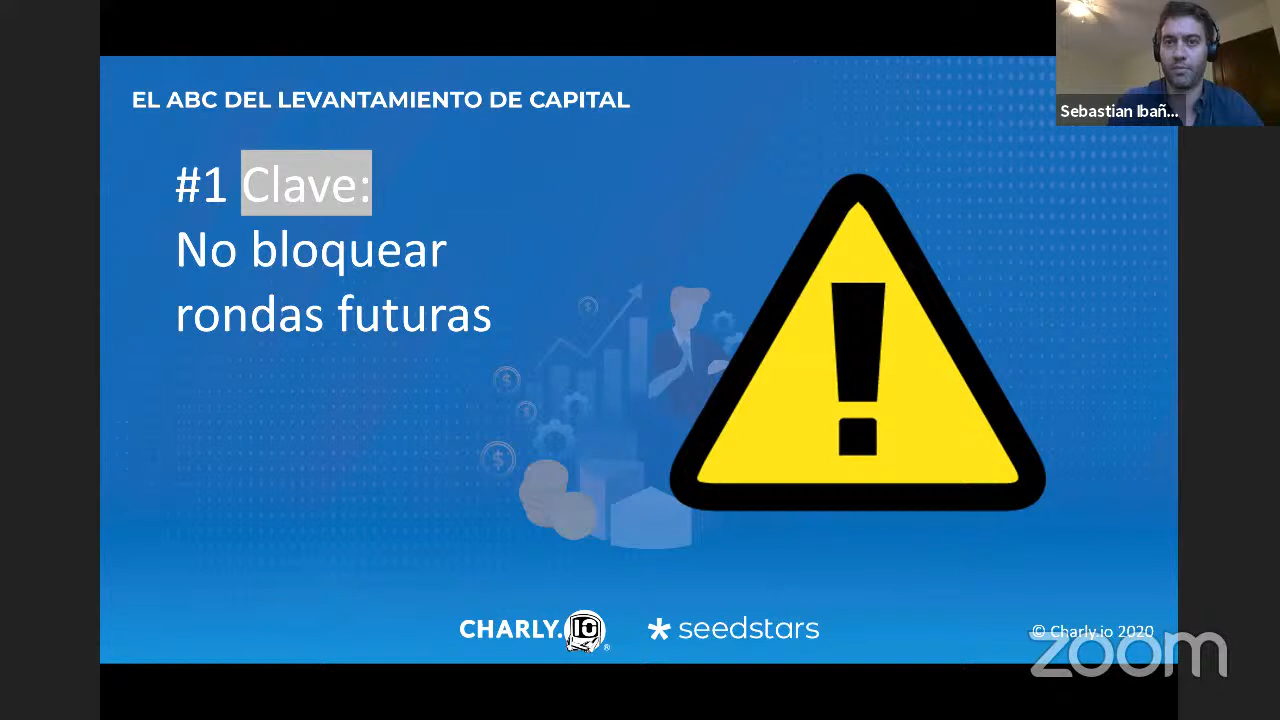 EL ABC DEL LEVANTAMIENTO DE CAPITAL
Sebastian Ibañ...
#1 Clave:
No bloquear
rondas futuras
CHARLY.IO
seedstars
© Charly.io 2020
zoom